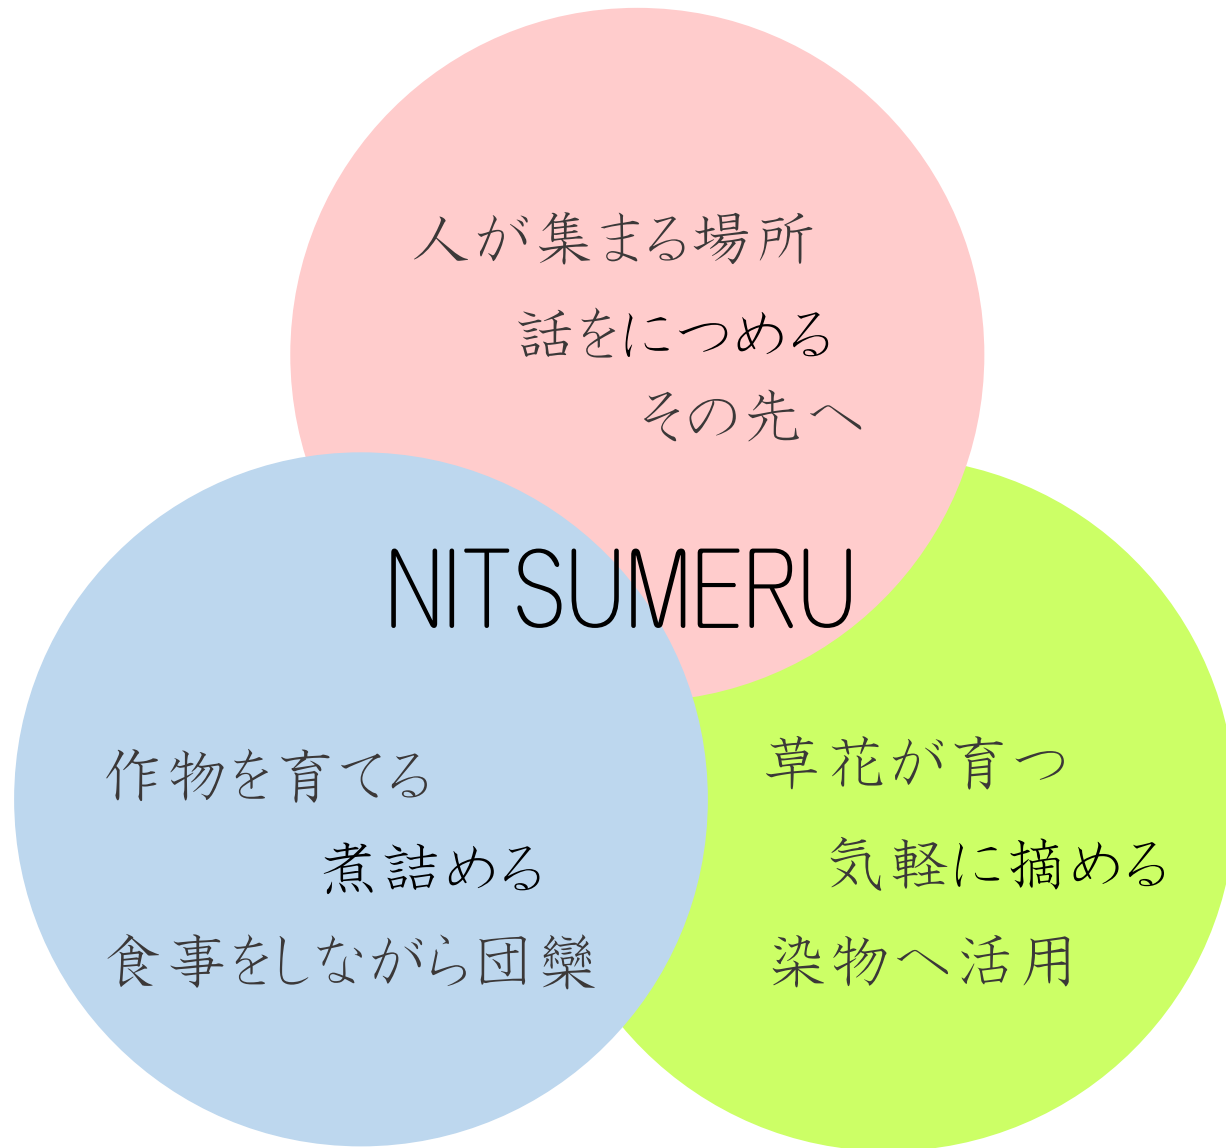 人が集まる場所
話をにつめる
その先へ
NITSUMERU
作物を育てる
煮詰める
食事をしながら団欒
草花が育つ
気軽に摘める
染物へ活用